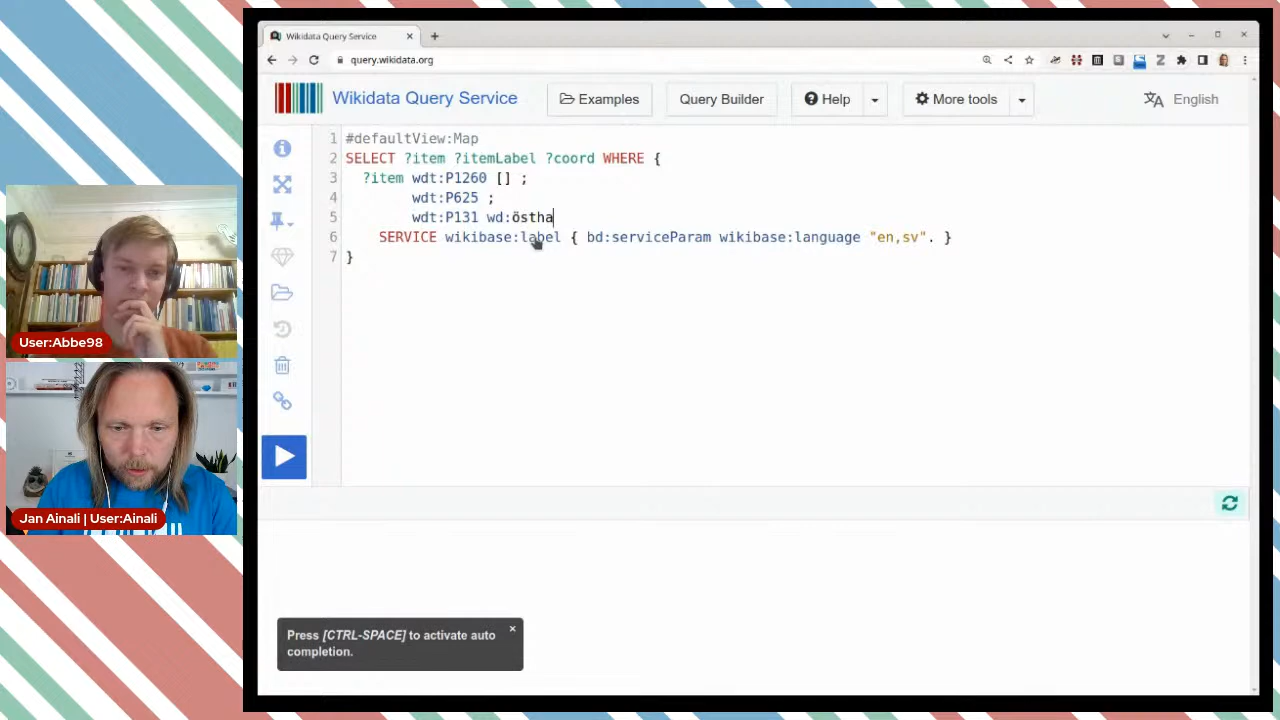 Wikidata Query Service
query.wikidata.org
Wikidata Query Service
Examples
Query Builder
Help
More tools
English
1 #defaultView:Map
2 SELECT ?item ?itemLabel ?coord WHERE {
3 ?item wdt:P1260 [] ;
4 wdt:P625 ;
5 wdt:P131 wd:östha
6 SERVICE wikibase:label { bd:serviceParam wikibase:language "en,sv". }
7 }
User:Abbe98
Jan Ainali | User:Ainali
Press [CTRL-SPACE] to activate auto
completion.